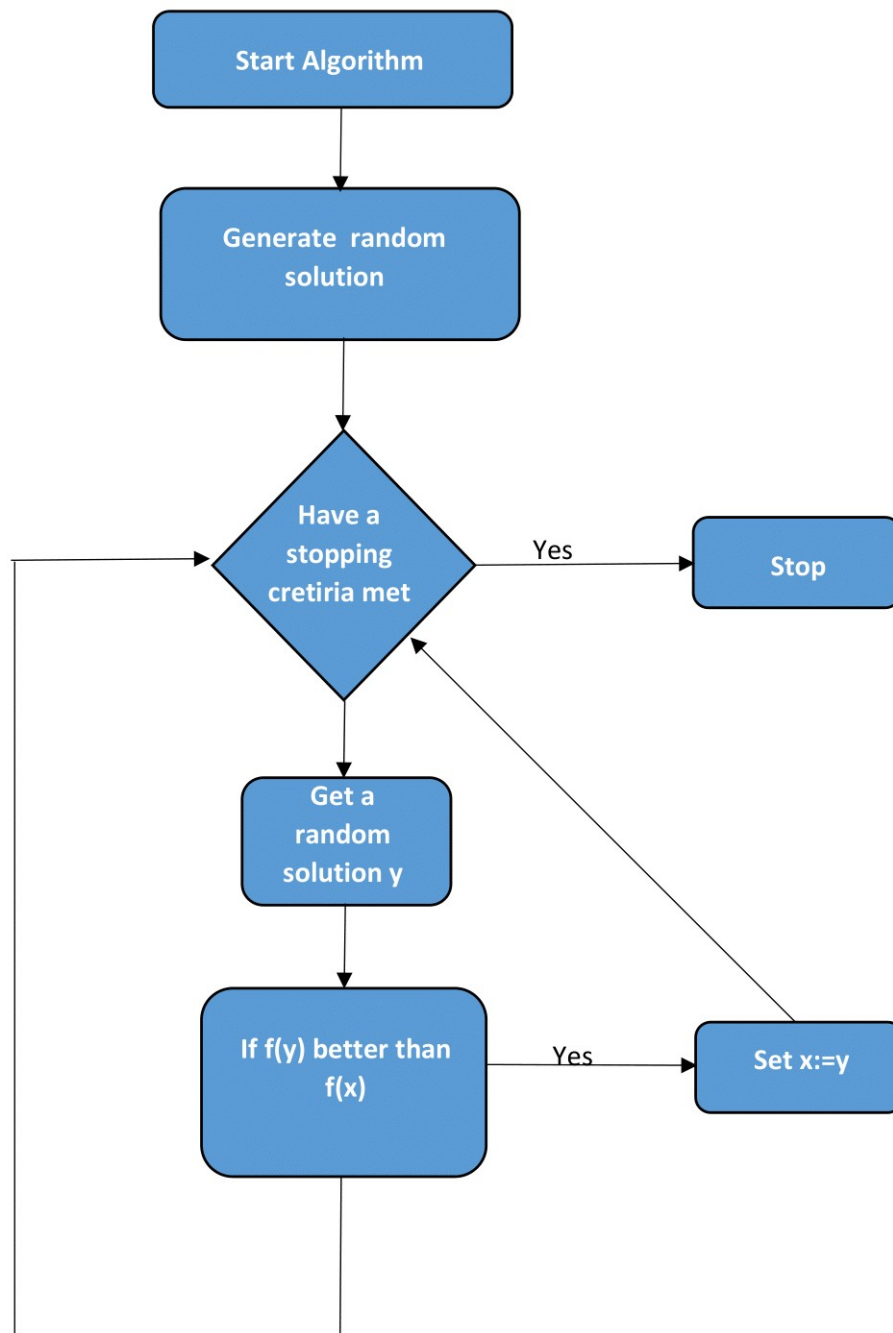 Start Algorithm
Generate  random
solution
Have a
stopping
cretiria met
Yes
Stop
Get a
random
solution y
If f(y) better than
f(x)
Yes
Set x:=y